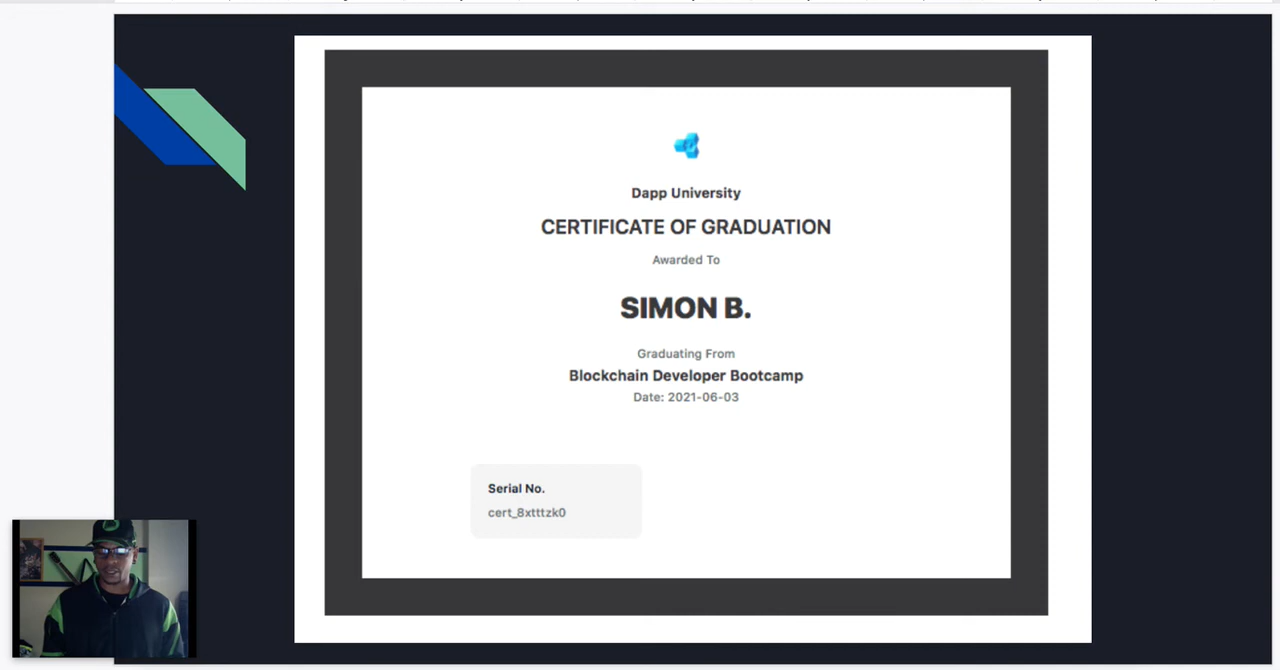 Dapp University
CERTIFICATE OF GRADUATION
Awarded To
SIMON B.
Graduating From
Blockchain Developer Bootcamp
Date: 2021-06-03
Serial No.
cert_8xtttzk0